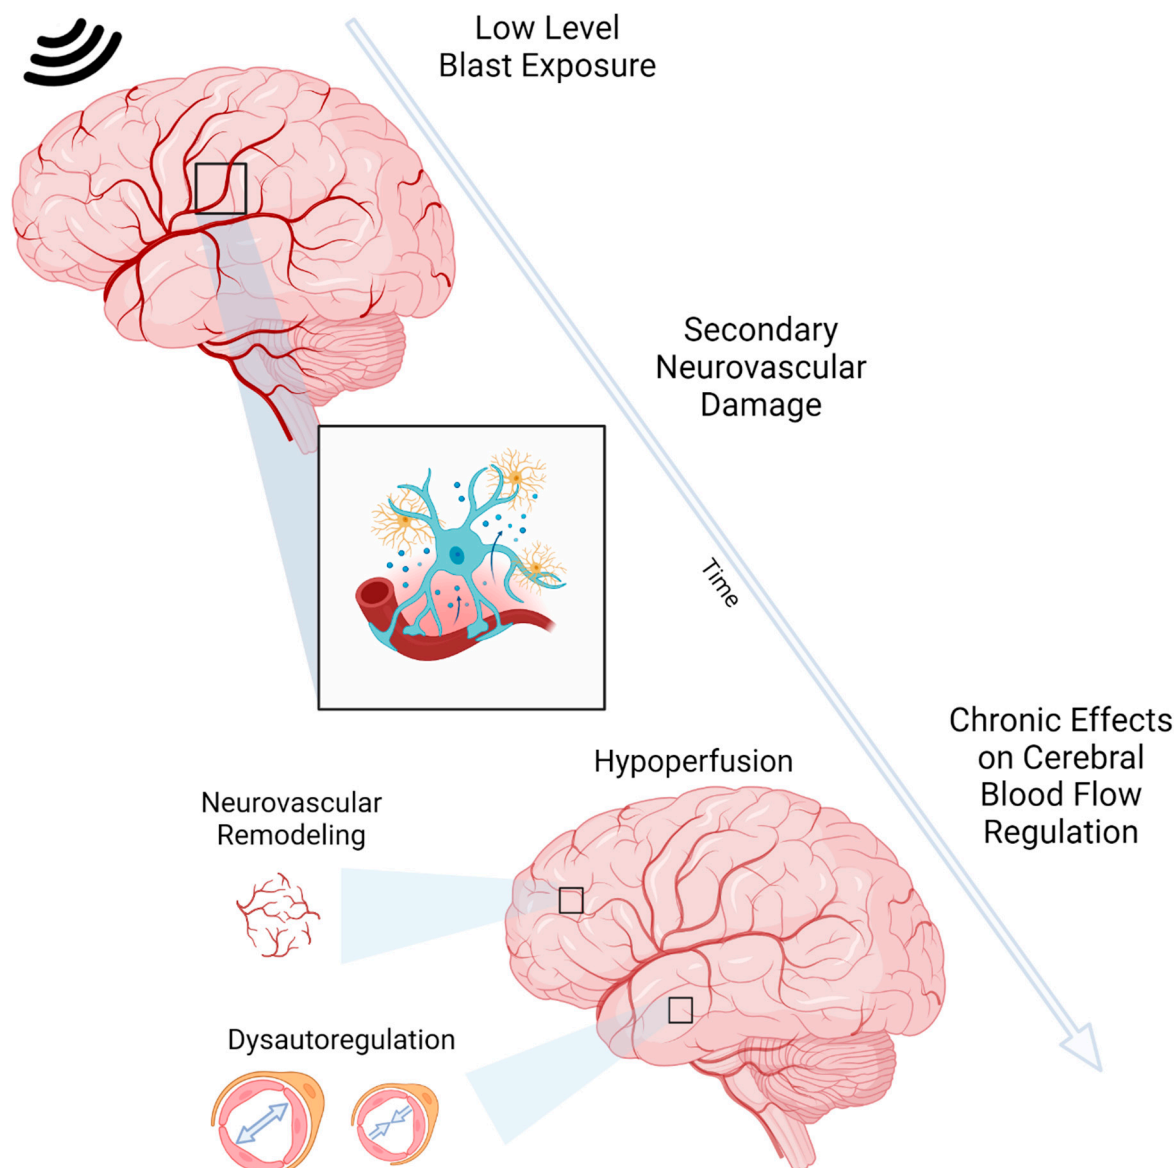 Low Level
Blast Exposure
Secondary
Neurovascular
Damage
Time
Chronic Effects
on Cerebral
Blood Flow
Regulation
Hypoperfusion
Neurovascular
Remodeling
Dysautoregulation